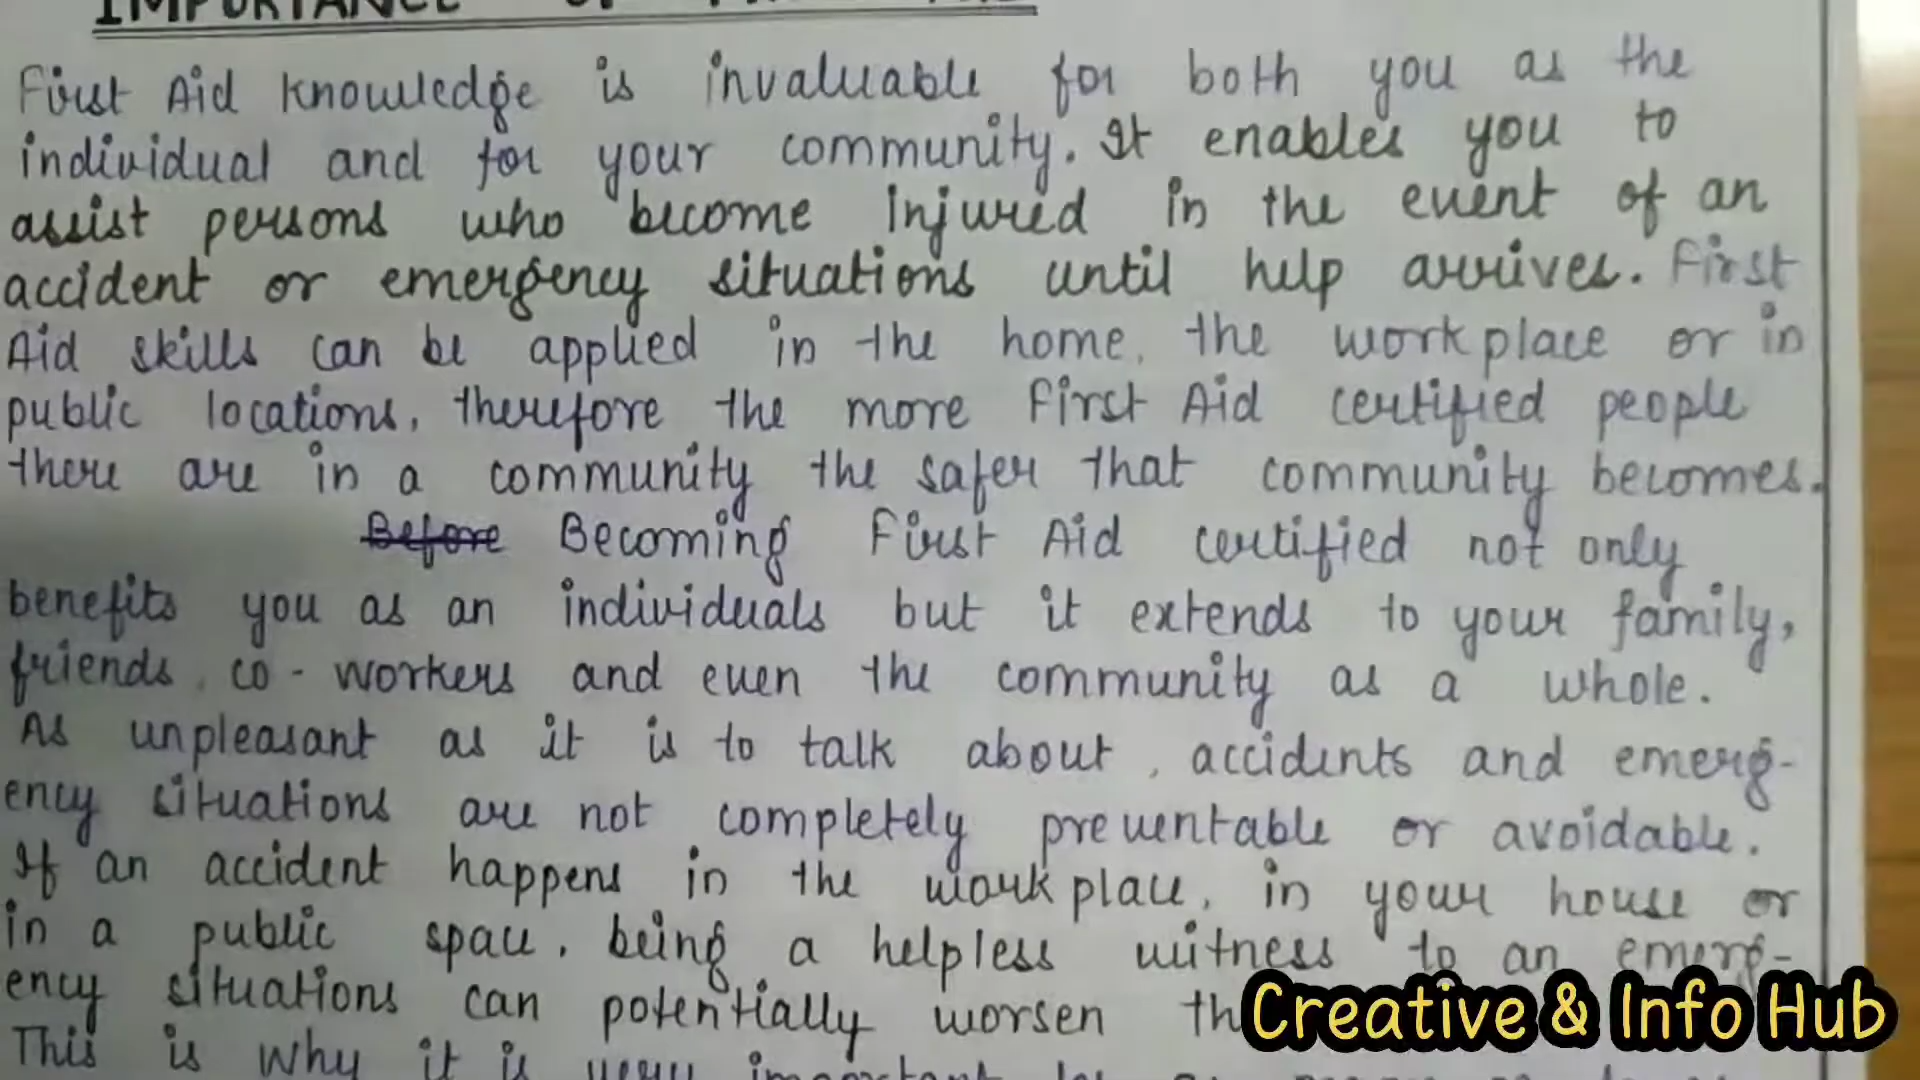 IMPORTANCE OF FIRST AID
First Aid knowledge is invaluable for both you as the
individual and for your community. It enables you to
assist persons who become injured in the event of an
accident or emergency situations until help arrives. First
Aid skills can be applied in the home, the workplace or in
public locations, therefore the more First Aid certified people
there are in a community the safer that community becomes.
Before Becoming First Aid certified not only
benefits you as an individuals but it extends to your family,
friends, co-workers and even the community as a whole.
As unpleasant as it is to talk about, accidents and emerg-
ency situations are not completely preventable or avoidable.
If an accident happens in the workplace, in your house or
in a public space, being a helpless witness to an emerg-
ency situations can potentially worsen
This is why it is very important
Creative & Info Hub